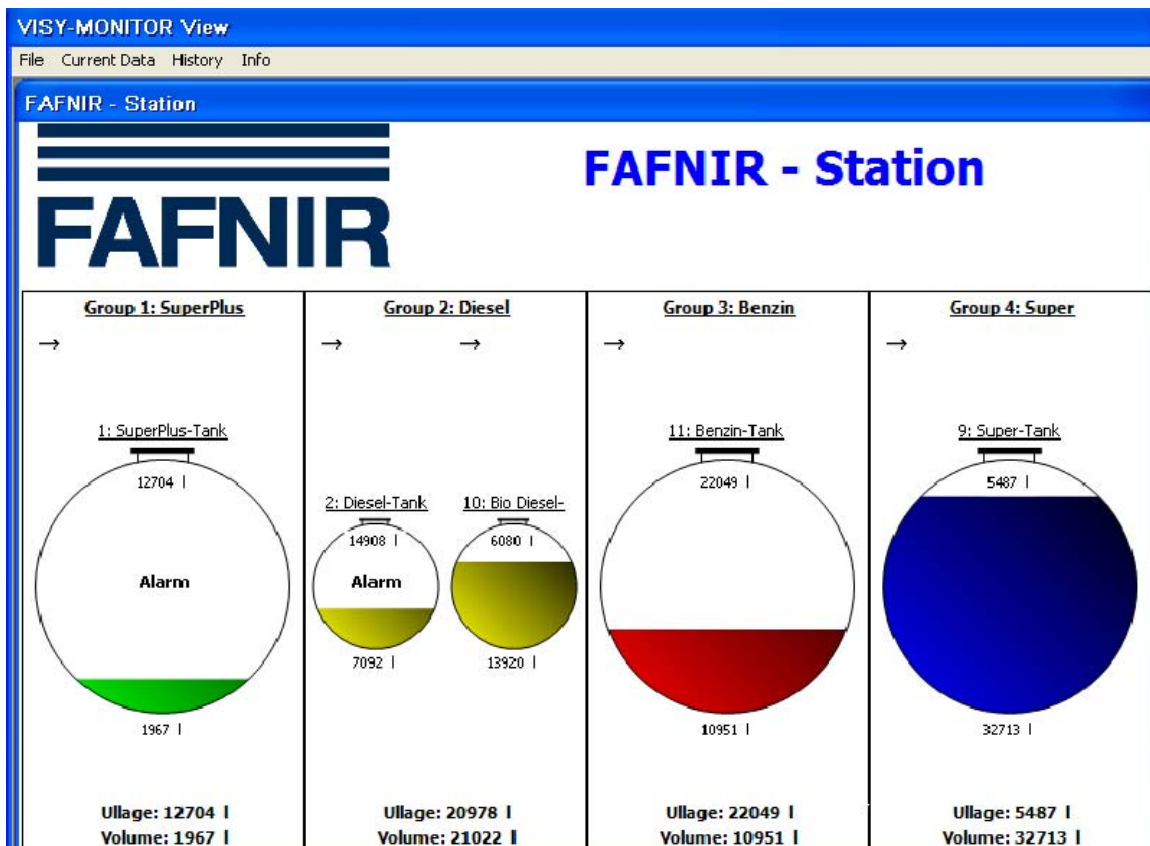 VISY-MONITOR View
File Current Data History Info
FAFNIR - Station
FAFNIR
FAFNIR - Station
Group 1: SuperPlus
→
1: SuperPlus-Tank
12704 l
Alarm
1967 l
Ullage: 12704 l
Volume: 1967 l
Group 2: Diesel
→ →
2: Diesel-Tank
14908 l
Alarm
7092 l
10: Bio Diesel-
6080 l
13920 l
Ullage: 20978 l
Volume: 21022 l
Group 3: Benzin
→
11: Benzin-Tank
22049 l
10951 l
Ullage: 22049 l
Volume: 10951 l
Group 4: Super
→
9: Super-Tank
5487 l
32713 l
Ullage: 5487 l
Volume: 32713 l